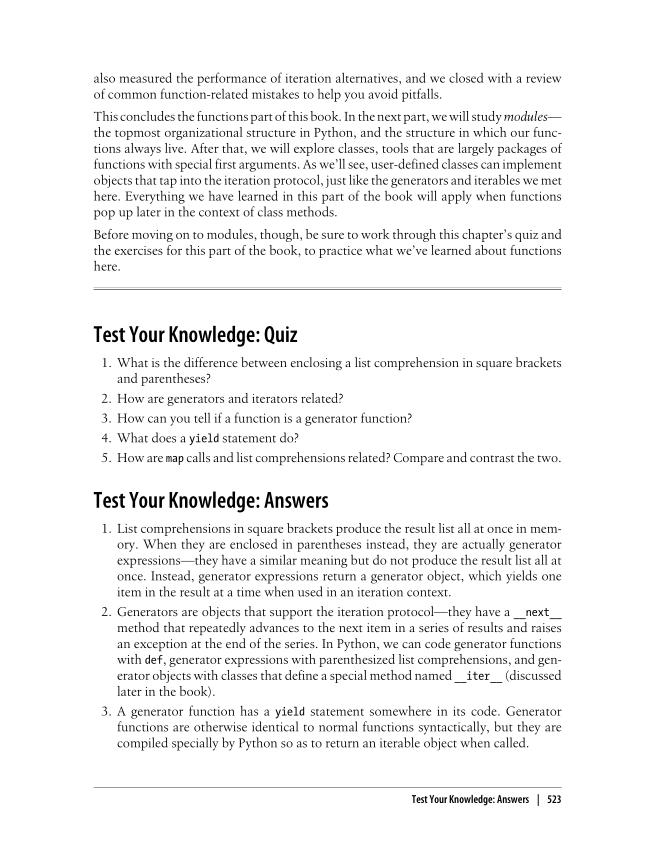 also measured the performance of iteration alternatives, and we closed with a review
of common function-related mistakes to help you avoid pitfalls.
This concludes the functions part of this book. In the next part, we will study modules—
the topmost organizational structure in Python, and the structure in which our func-
tions always live. After that, we will explore classes, tools that are largely packages of
functions with special first arguments. As we'll see, user-defined classes can implement
objects that tap into the iteration protocol, just like the generators and iterables we met
here. Everything we have learned in this part of the book will apply when functions
pop up later in the context of class methods.
Before moving on to modules, though, be sure to work through this chapter's quiz and
the exercises for this part of the book, to practice what we've learned about functions
here.
Test Your Knowledge: Quiz
1. What is the difference between enclosing a list comprehension in square brackets
and parentheses?
2. How are generators and iterators related?
3. How can you tell if a function is a generator function?
4. What does a yield statement do?
5. How are map calls and list comprehensions related? Compare and contrast the two.
Test Your Knowledge: Answers
1. List comprehensions in square brackets produce the result list all at once in mem-
ory. When they are enclosed in parentheses instead, they are actually generator
expressions—they have a similar meaning but do not produce the result list all at
once. Instead, generator expressions return a generator object, which yields one
item in the result at a time when used in an iteration context.
2. Generators are objects that support the iteration protocol—they have a __next__
method that repeatedly advances to the next item in a series of results and raises
an exception at the end of the series. In Python, we can code generator functions
with def, generator expressions with parenthesized list comprehensions, and gen-
erator objects with classes that define a special method named __iter__ (discussed
later in the book).
3. A generator function has a yield statement somewhere in its code. Generator
functions are otherwise identical to normal functions syntactically, but they are
compiled specially by Python so as to return an iterable object when called.
Test Your Knowledge: Answers | 523